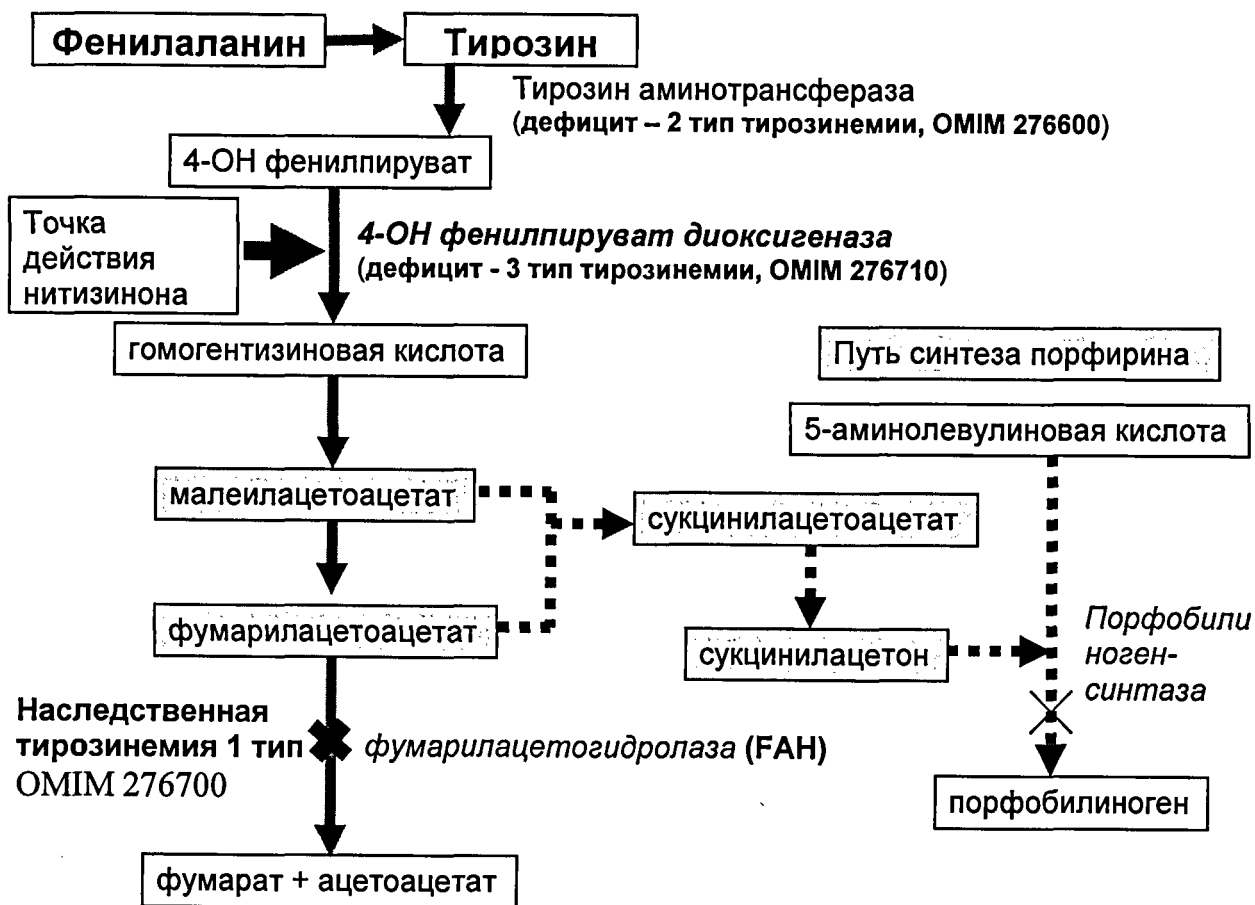 Фенилаланин
Тирозин
Тирозин аминотрансфераза
(дефицит – 2 тип тирозинемии, OMIM 276600)
4-ОН фенилпируват
Точка
действия
нитизинона
4-ОН фенилпируват диоксигеназа
(дефицит - 3 тип тирозинемии, OMIM 276710)
гомогентизиновая кислота
Путь синтеза порфирина
5-аминолевулиновая кислота
малеилацетоацетат
сукцинилацетоацетат
фумарилацетоацетат
сукцинилацетон
Порфобили
ноген-
синтаза
Наследственная
тирозинемия 1 тип
OMIM 276700
фумарилацетогидролаза (FAH)
порфобилиноген
фумарат + ацетоацетат